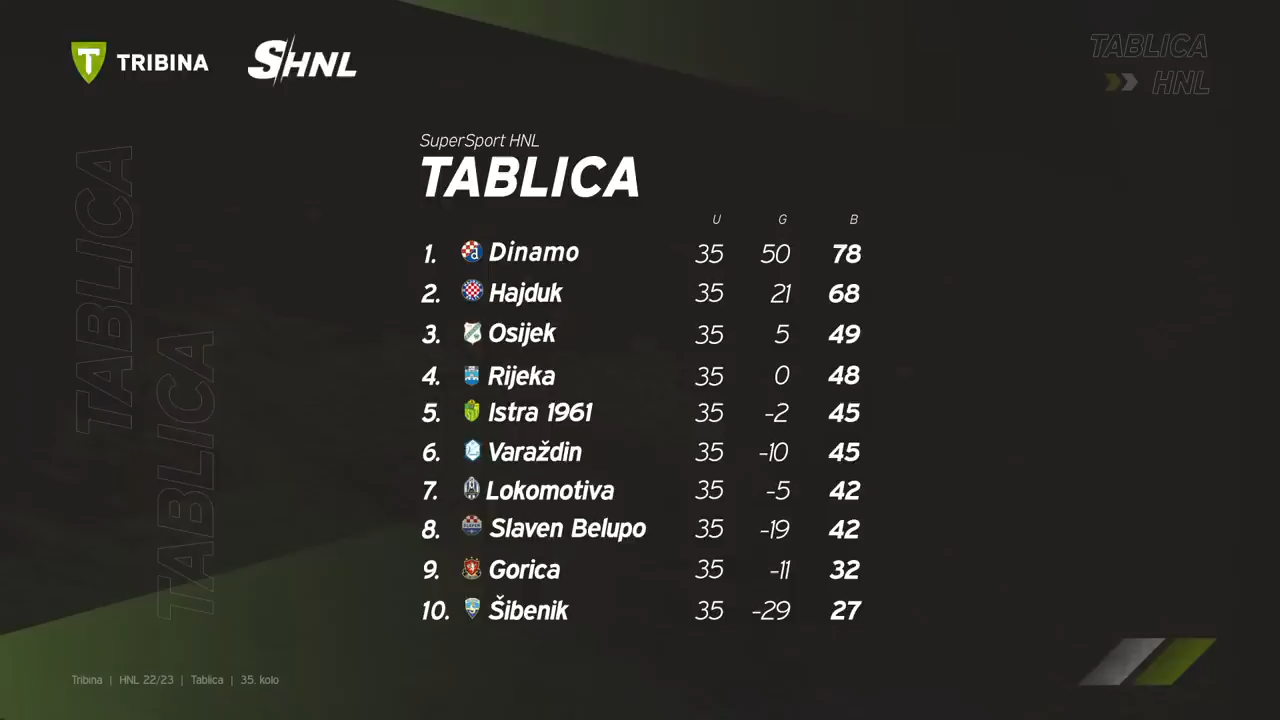 TRIBINA
SHNL
TABLICA
HNL
SuperSport HNL
TABLICA
U G B
1. Dinamo 35 50 78
2. Hajduk 35 21 68
3. Osijek 35 5 49
4. Rijeka 35 0 48
5. Istra 1961 35 -2 45
6. Varaždin 35 -10 45
7. Lokomotiva 35 -5 42
8. Slaven Belupo 35 -19 42
9. Gorica 35 -11 32
10. Šibenik 35 -29 27
TABLICA
TABLICA
Tribina | HNL 22/23 | Tablica | 35. kolo